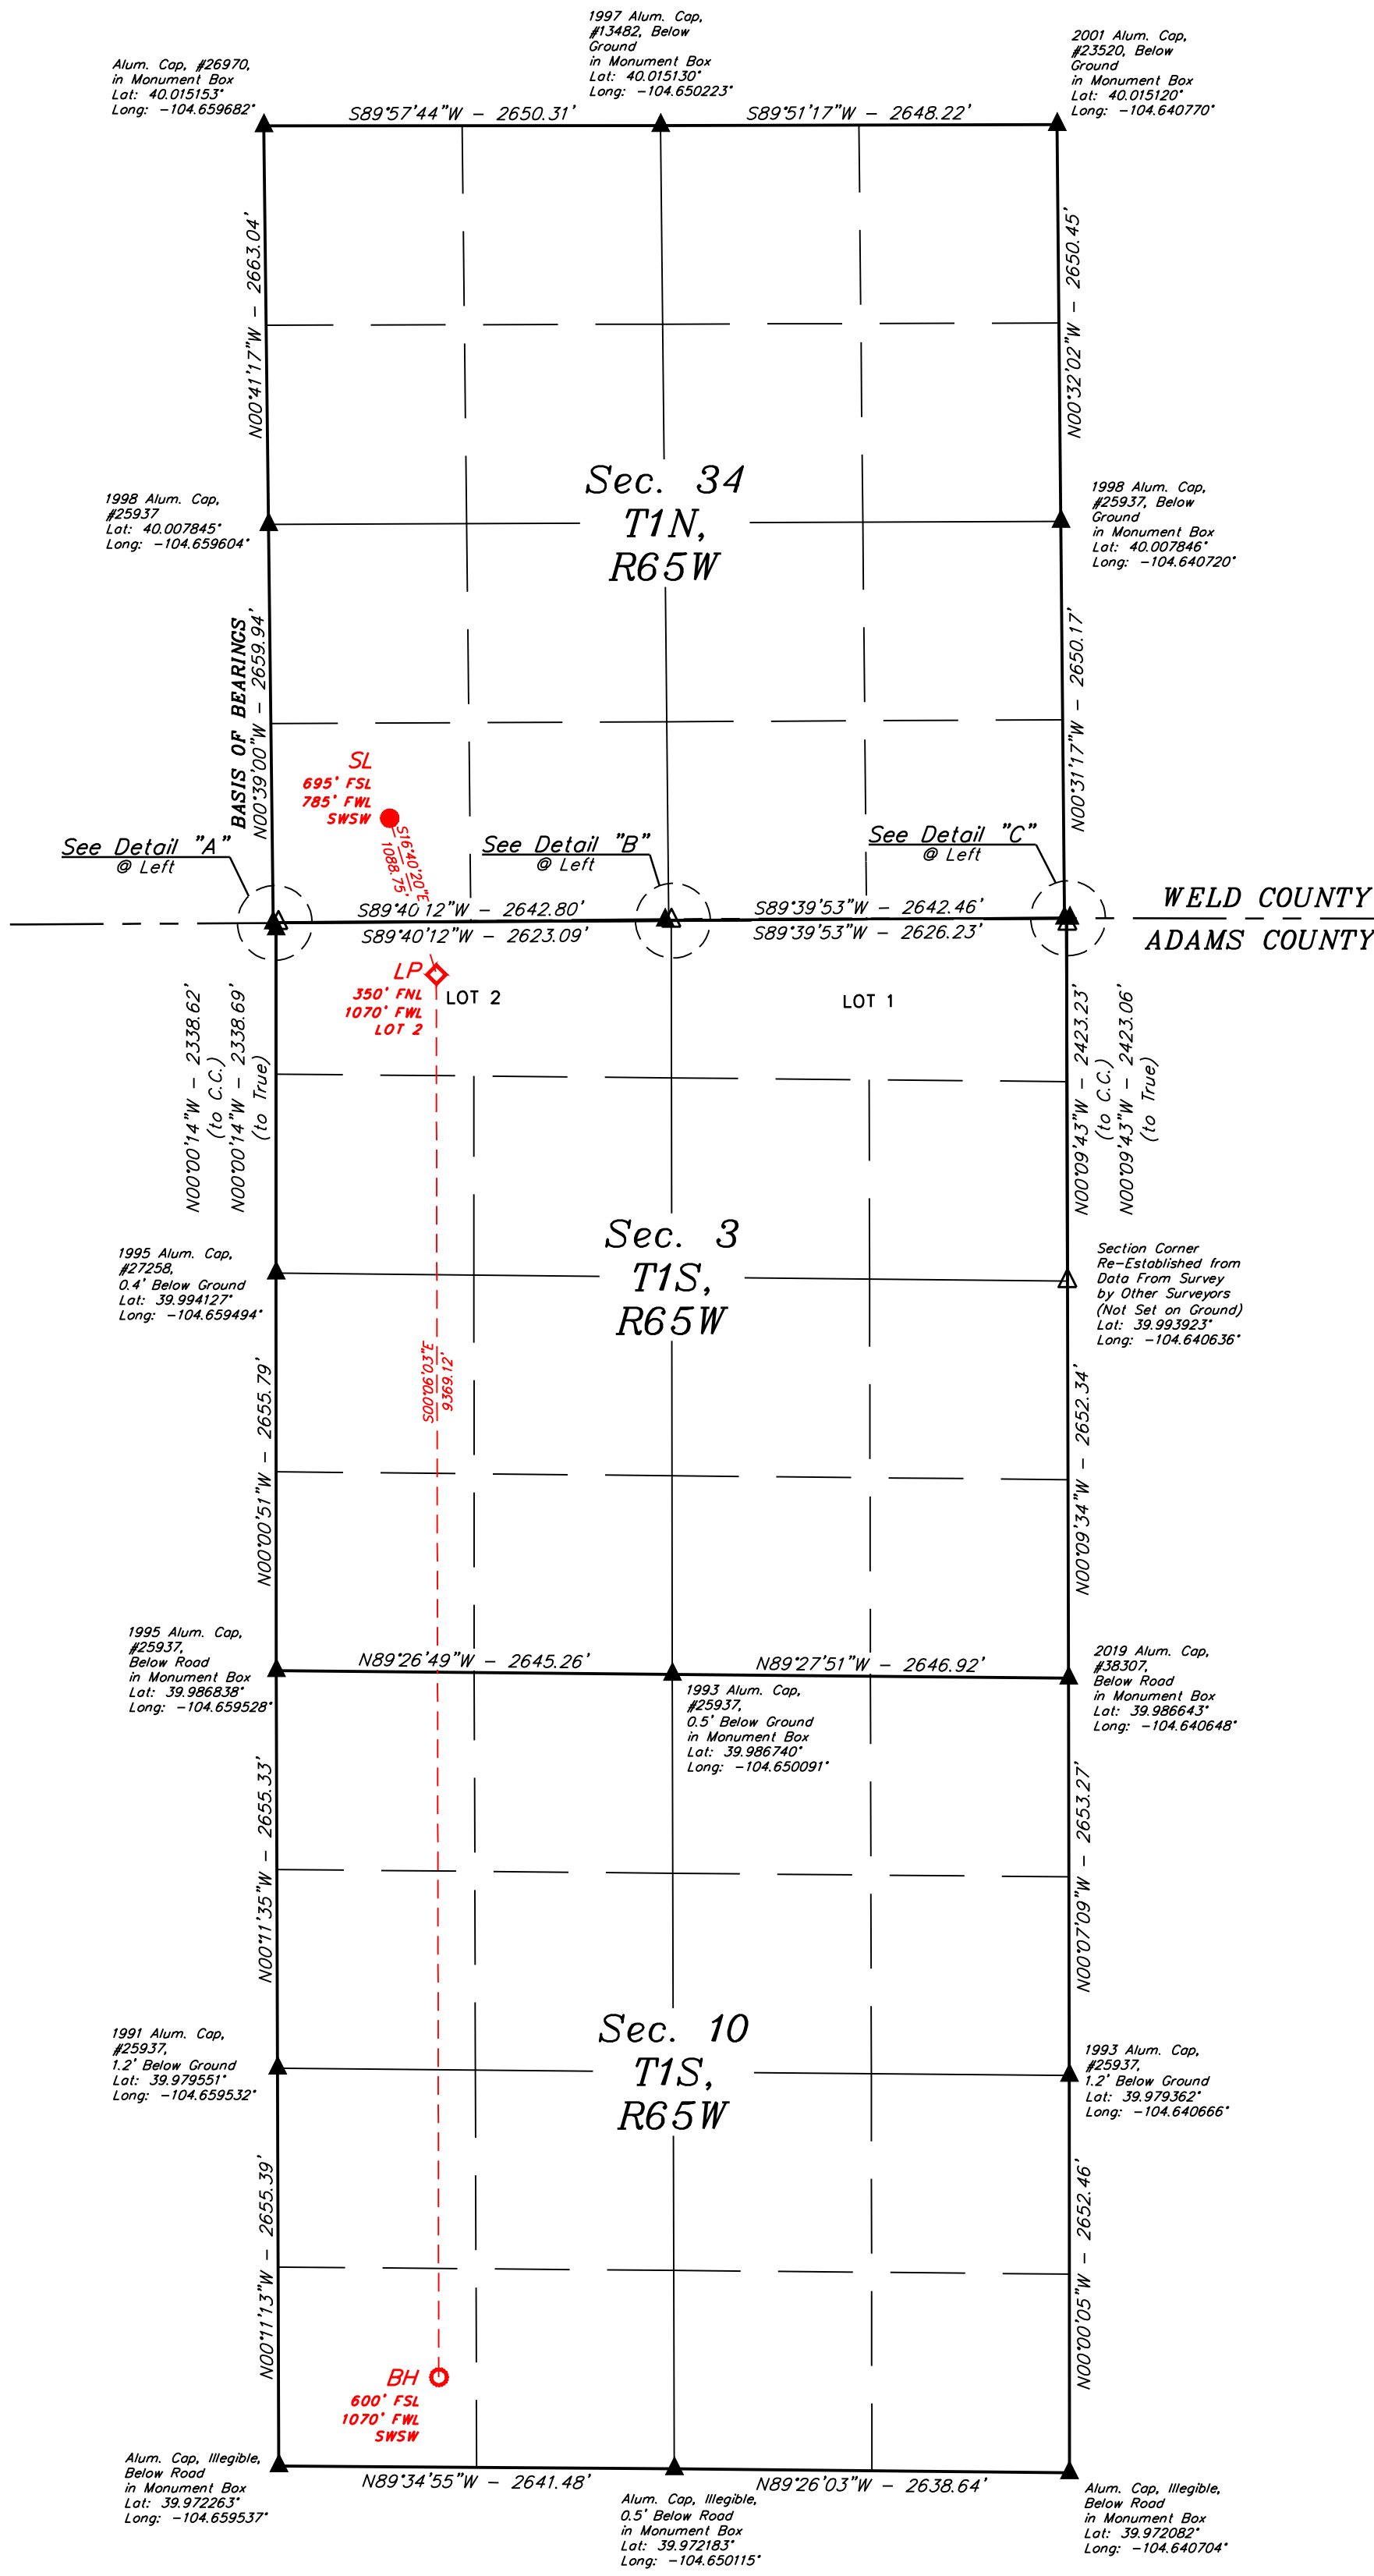 1997 Alum. Cap,
#13482, Below
Ground
in Monument Box
Lat: 40.015130°
Long: -104.650223°
2001 Alum. Cap,
#23520, Below
Ground
in Monument Box
Lat: 40.015120°
Long: -104.640770°
Alum. Cap, #26970,
in Monument Box
Lat: 40.015153°
Long: -104.659682°
S89°57'44"W - 2650.31'
S89°51'17"W - 2648.22'
N00°41'17"W - 2663.04'
N00°32'02"W - 2650.45'
Sec. 34
T1N,
R65W
1998 Alum. Cap,
#25937
Lat: 40.007845°
Long: -104.659604°
1998 Alum. Cap,
#25937, Below
Ground
in Monument Box
Lat: 40.007846°
Long: -104.640720°
BASIS OF BEARINGS
N00°39'00"W - 2659.94'
N00°31'17"W - 2650.17'
SL
695' FSL
785' FWL
SWSW
S16°40'20"E
1088.75'
See Detail "A"
@ Left
See Detail "B"
@ Left
See Detail "C"
@ Left
WELD COUNTY
ADAMS COUNTY
S89°40'12"W - 2642.80'
S89°39'53"W - 2642.46'
S89°40'12"W - 2623.09'
S89°39'53"W - 2626.23'
LP
350' FNL
1070' FWL
LOT 2
LOT 2
LOT 1
N00°00'14"W - 2338.62'
(to C.C.)
N00°00'14"W - 2338.69'
(to True)
N00°09'43"W - 2423.23'
(to C.C.)
N00°09'43"W - 2423.06'
(to True)
Sec. 3
T1S,
R65W
1995 Alum. Cap,
#27258,
0.4' Below Ground
Lat: 39.994127°
Long: -104.659494°
Section Corner
Re-Established from
Data From Survey
by Other Surveyors
(Not Set on Ground)
Lat: 39.993923°
Long: -104.640636°
S00°06'03"E
9369.12'
N00°00'51"W - 2655.79'
N00°09'34"W - 2652.34'
1995 Alum. Cap,
#25937,
Below Road
in Monument Box
Lat: 39.986838°
Long: -104.659528°
N89°26'49"W - 2645.26'
N89°27'51"W - 2646.92'
2019 Alum. Cap,
#38307,
Below Road
in Monument Box
Lat: 39.986643°
Long: -104.640648°
1993 Alum. Cap,
#25937,
0.5' Below Ground
in Monument Box
Lat: 39.986740°
Long: -104.650091°
N00°11'35"W - 2655.33'
N00°07'09"W - 2653.27'
Sec. 10
T1S,
R65W
1991 Alum. Cap,
#25937,
1.2' Below Ground
Lat: 39.979551°
Long: -104.659532°
1993 Alum. Cap,
#25937,
1.2' Below Ground
Lat: 39.979362°
Long: -104.640666°
N00°11'13"W - 2655.39'
N00°00'05"W - 2652.46'
BH
600' FSL
1070' FWL
SWSW
Alum. Cap, Illegible,
Below Road
in Monument Box
Lat: 39.972263°
Long: -104.659537°
N89°34'55"W - 2641.48'
N89°26'03"W - 2638.64'
Alum. Cap, Illegible,
0.5' Below Road
in Monument Box
Lat: 39.972183°
Long: -104.650115°
Alum. Cap, Illegible,
Below Road
in Monument Box
Lat: 39.972082°
Long: -104.640704°